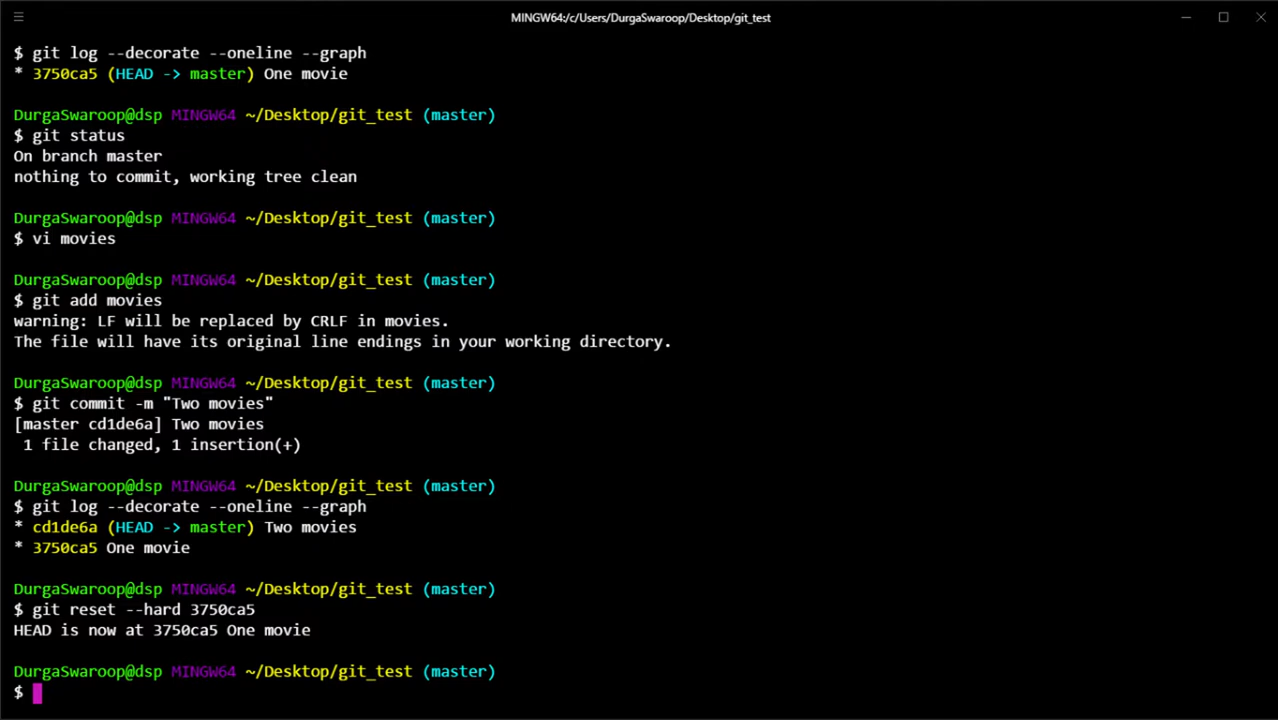 MINGW64:/c/Users/DurgaSwaroop/Desktop/git_test
$ git log --decorate --oneline --graph
* 3750ca5 (HEAD -> master) One movie
DurgaSwaroop@dsp MINGW64 ~/Desktop/git_test (master)
$ git status
On branch master
nothing to commit, working tree clean
DurgaSwaroop@dsp MINGW64 ~/Desktop/git_test (master)
$ vi movies
DurgaSwaroop@dsp MINGW64 ~/Desktop/git_test (master)
$ git add movies
warning: LF will be replaced by CRLF in movies.
The file will have its original line endings in your working directory.
DurgaSwaroop@dsp MINGW64 ~/Desktop/git_test (master)
$ git commit -m "Two movies"
[master cd1de6a] Two movies
 1 file changed, 1 insertion(+)
DurgaSwaroop@dsp MINGW64 ~/Desktop/git_test (master)
$ git log --decorate --oneline --graph
* cd1de6a (HEAD -> master) Two movies
* 3750ca5 One movie
DurgaSwaroop@dsp MINGW64 ~/Desktop/git_test (master)
$ git reset --hard 3750ca5
HEAD is now at 3750ca5 One movie
DurgaSwaroop@dsp MINGW64 ~/Desktop/git_test (master)
$